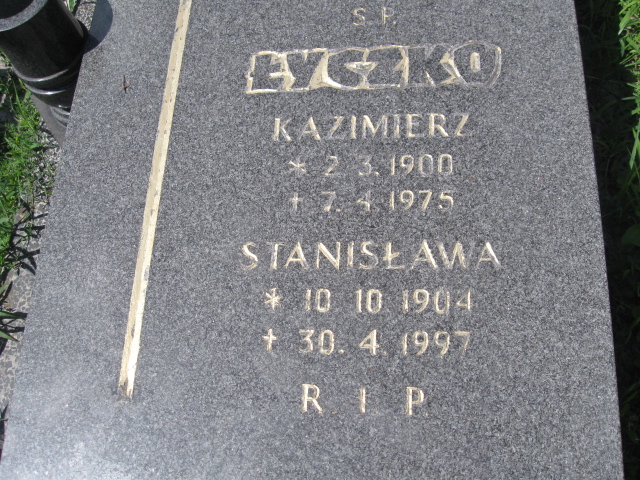 Ś.P.
ŁYCZKO
KAZIMIERZ
* 2. 3. 1900
† 7. 4. 1975
STANISŁAWA
* 10 10 1904
† 30. 4. 1997
R I P